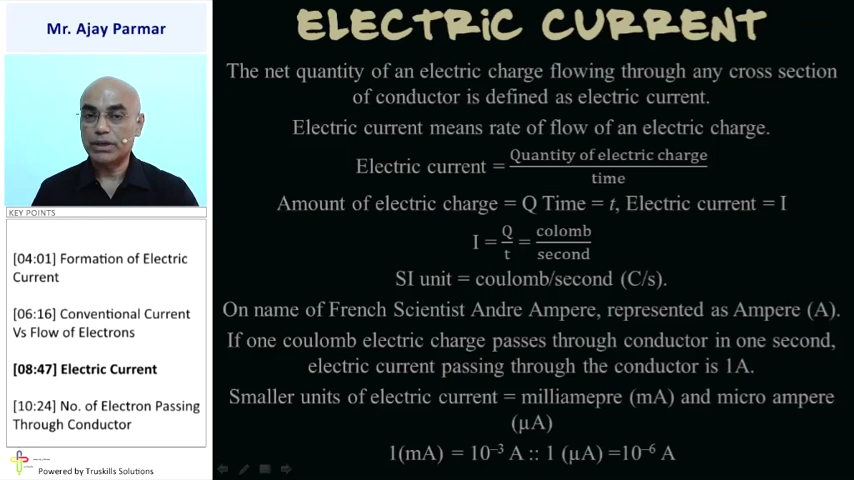 Mr. Ajay Parmar
KEY POINTS
[04:01] Formation of Electric
Current
[06:16] Conventional Current
Vs Flow of Electrons
[08:47] Electric Current
[10:24] No. of Electron Passing
Through Conductor
Powered by Truskills Solutions
ELECTRIC CURRENT
The net quantity of an electric charge flowing through any cross section
of conductor is defined as electric current.
Electric current means rate of flow of an electric charge.
Electric current = Quantity of electric charge / time
Amount of electric charge = Q Time = t, Electric current = I
I = Q/t = colomb/second
SI unit = coulomb/second (C/s).
On name of French Scientist Andre Ampere, represented as Ampere (A).
If one coulomb electric charge passes through conductor in one second,
electric current passing through the conductor is 1A.
Smaller units of electric current = milliamepre (mA) and micro ampere
(µA)
1(mA) = 10⁻³ A :: 1 (µA) =10⁻⁶ A